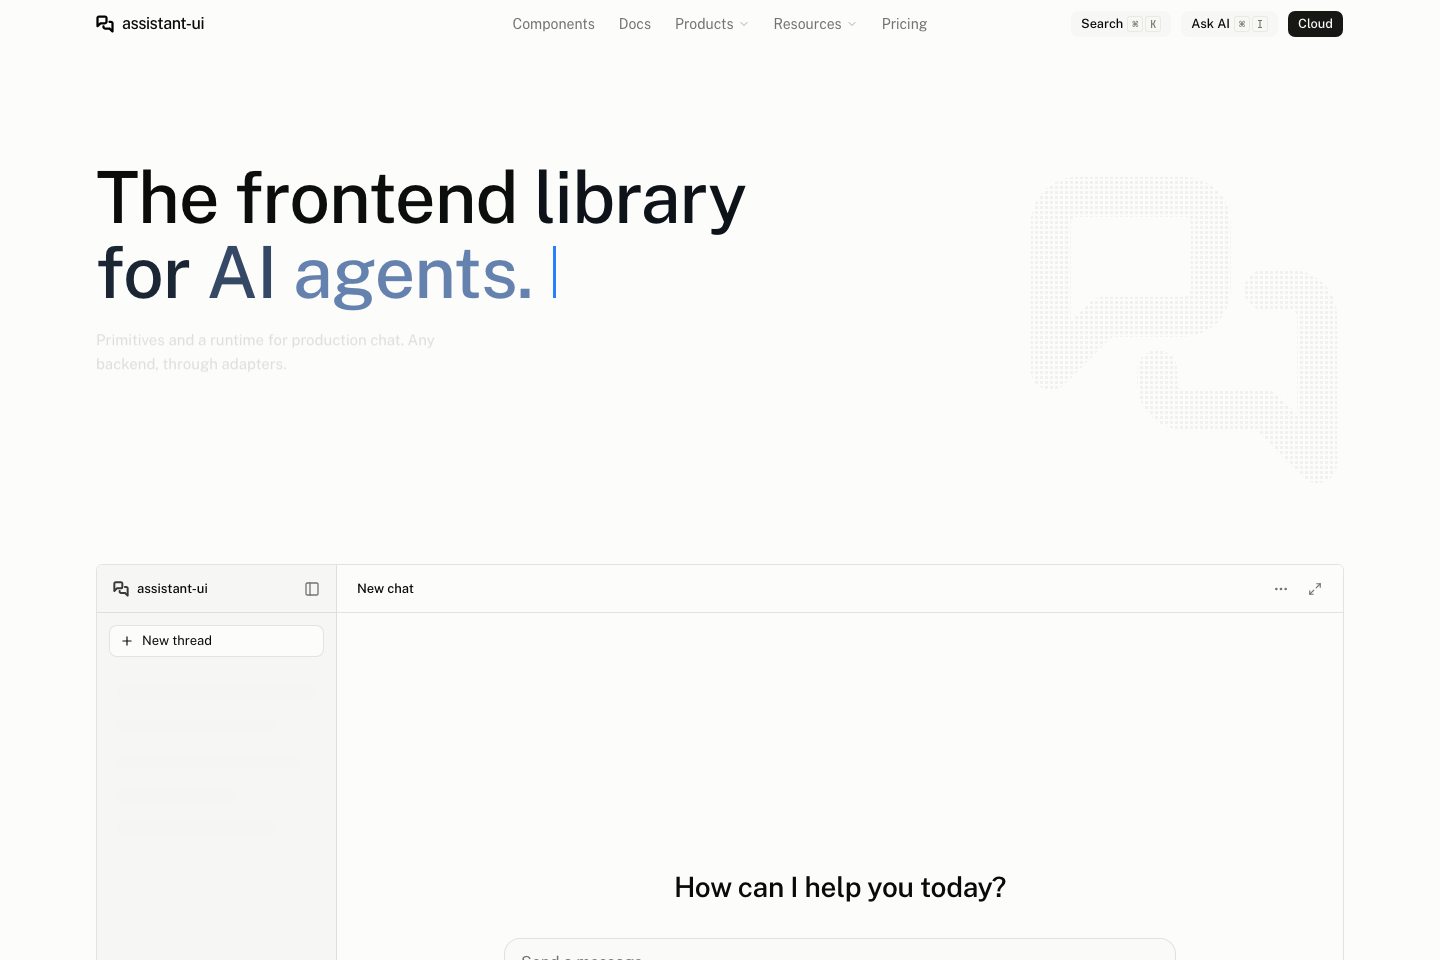 assistant-ui
Components Docs Products Resources Pricing
Search ⌘ K Ask AI ⌘ I Cloud
The frontend library
for AI agents.
Primitives and a runtime for production chat. Any
backend, through adapters.
assistant-ui
New chat
New thread
How can I help you today?
Send a message